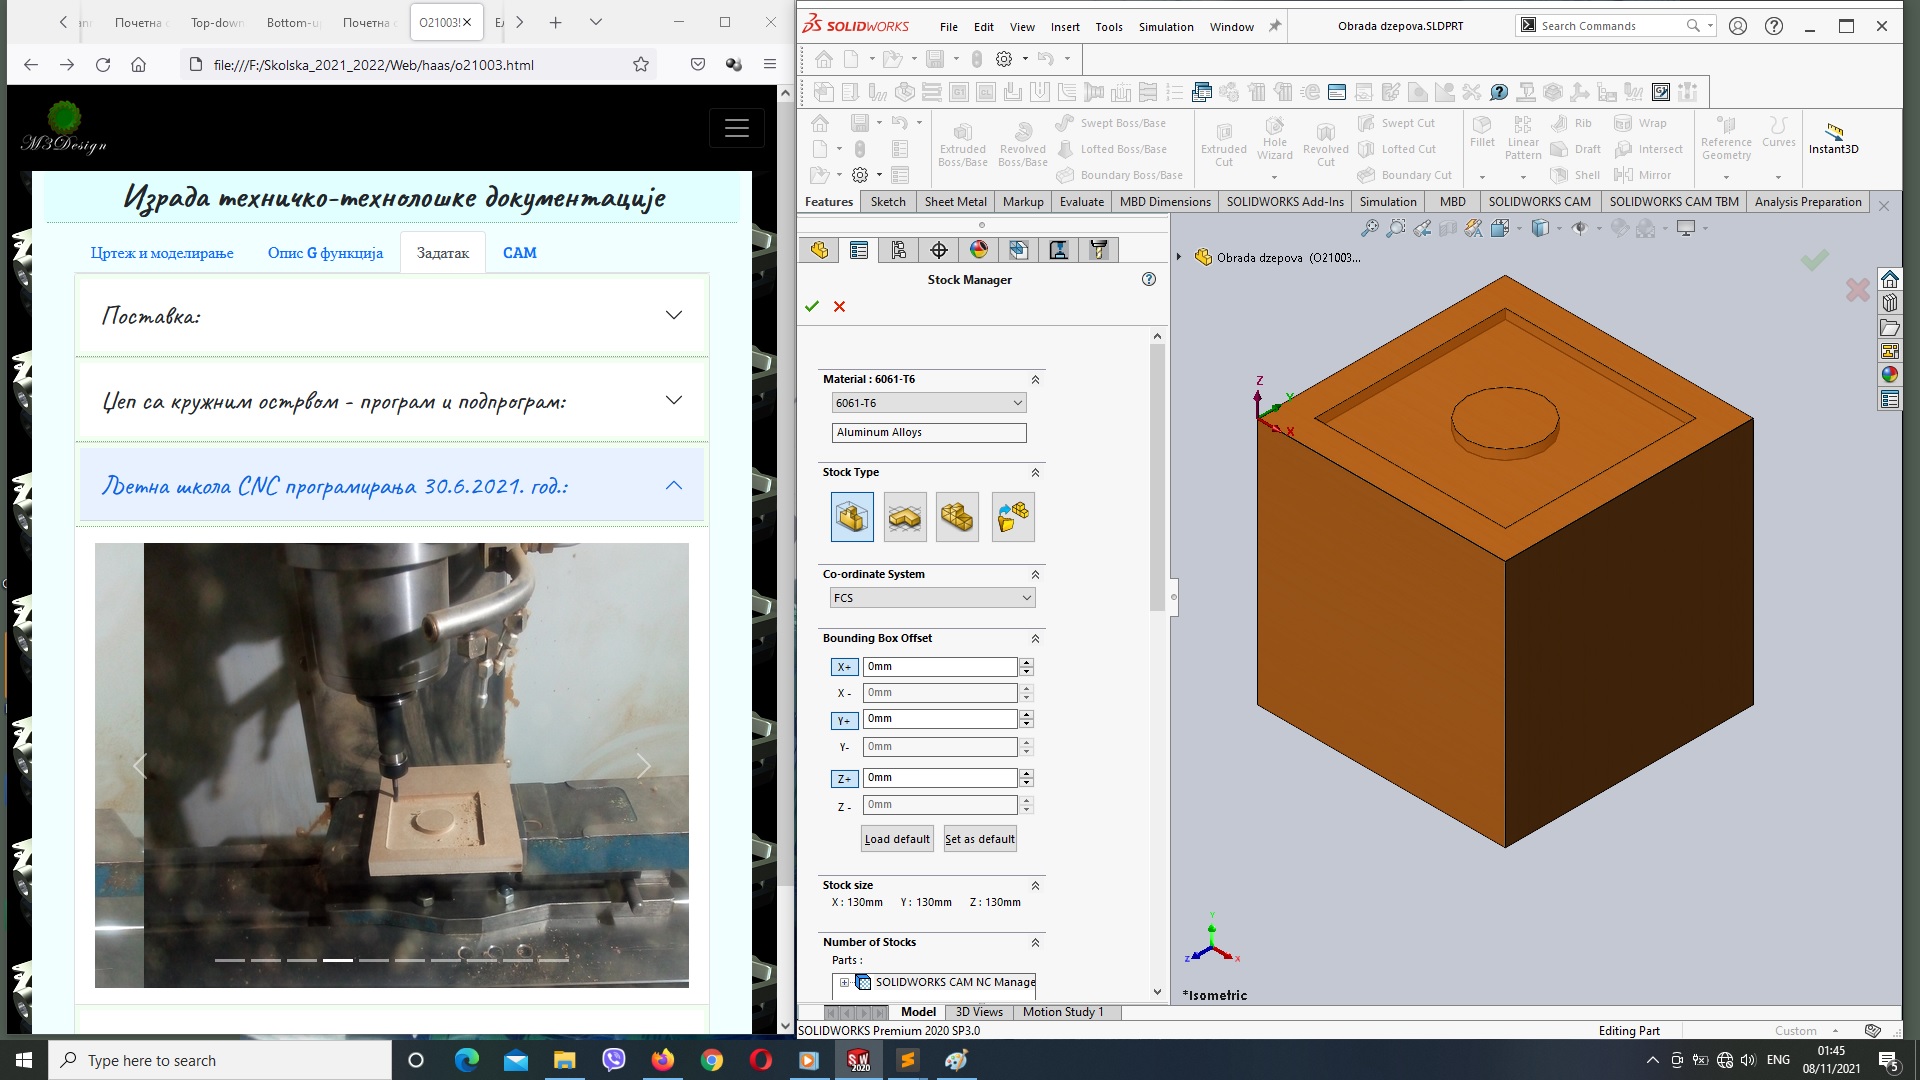 Почетна
Top-down
Bottom-u
Почетна
O21003!
file:///F:/Skolska_2021_2022/Web/haas/o21003.html
M3Design
Израда техничко-технолошке документације
Цртеж и моделирање
Опис G функција
Задатак
CAM
Поставка:
Џеп са кружним острвом - програм и подпрограм:
Љетна школа CNC програмирања 30.6.2021. год.:
SOLIDWORKS
File
Edit
View
Insert
Tools
Simulation
Window
Obrada dzepova.SLDPRT
Search Commands
Extruded Boss/Base
Revolved Boss/Base
Swept Boss/Base
Lofted Boss/Base
Boundary Boss/Base
Extruded Cut
Hole Wizard
Revolved Cut
Swept Cut
Lofted Cut
Boundary Cut
Fillet
Linear Pattern
Rib
Draft
Shell
Wrap
Intersect
Mirror
Reference Geometry
Curves
Instant3D
Features
Sketch
Sheet Metal
Markup
Evaluate
MBD Dimensions
SOLIDWORKS Add-Ins
Simulation
MBD
SOLIDWORKS CAM
SOLIDWORKS CAM TBM
Analysis Preparation
Stock Manager
Material : 6061-T6
6061-T6
Aluminum Alloys
Stock Type
Co-ordinate System
FCS
Bounding Box Offset
X+ 0mm
X - 0mm
Y+ 0mm
Y- 0mm
Z+ 0mm
Z - 0mm
Load default
Set as default
Stock size
X : 130mm Y : 130mm Z : 130mm
Number of Stocks
Parts :
SOLIDWORKS CAM NC Manage
Obrada dzepova (O21003...
Z
Y
X
Y
Z
X
*Isometric
Model
3D Views
Motion Study 1
SOLIDWORKS Premium 2020 SP3.0
Editing Part
Custom
Type here to search
SW 2020
ENG
01:45
08/11/2021
5